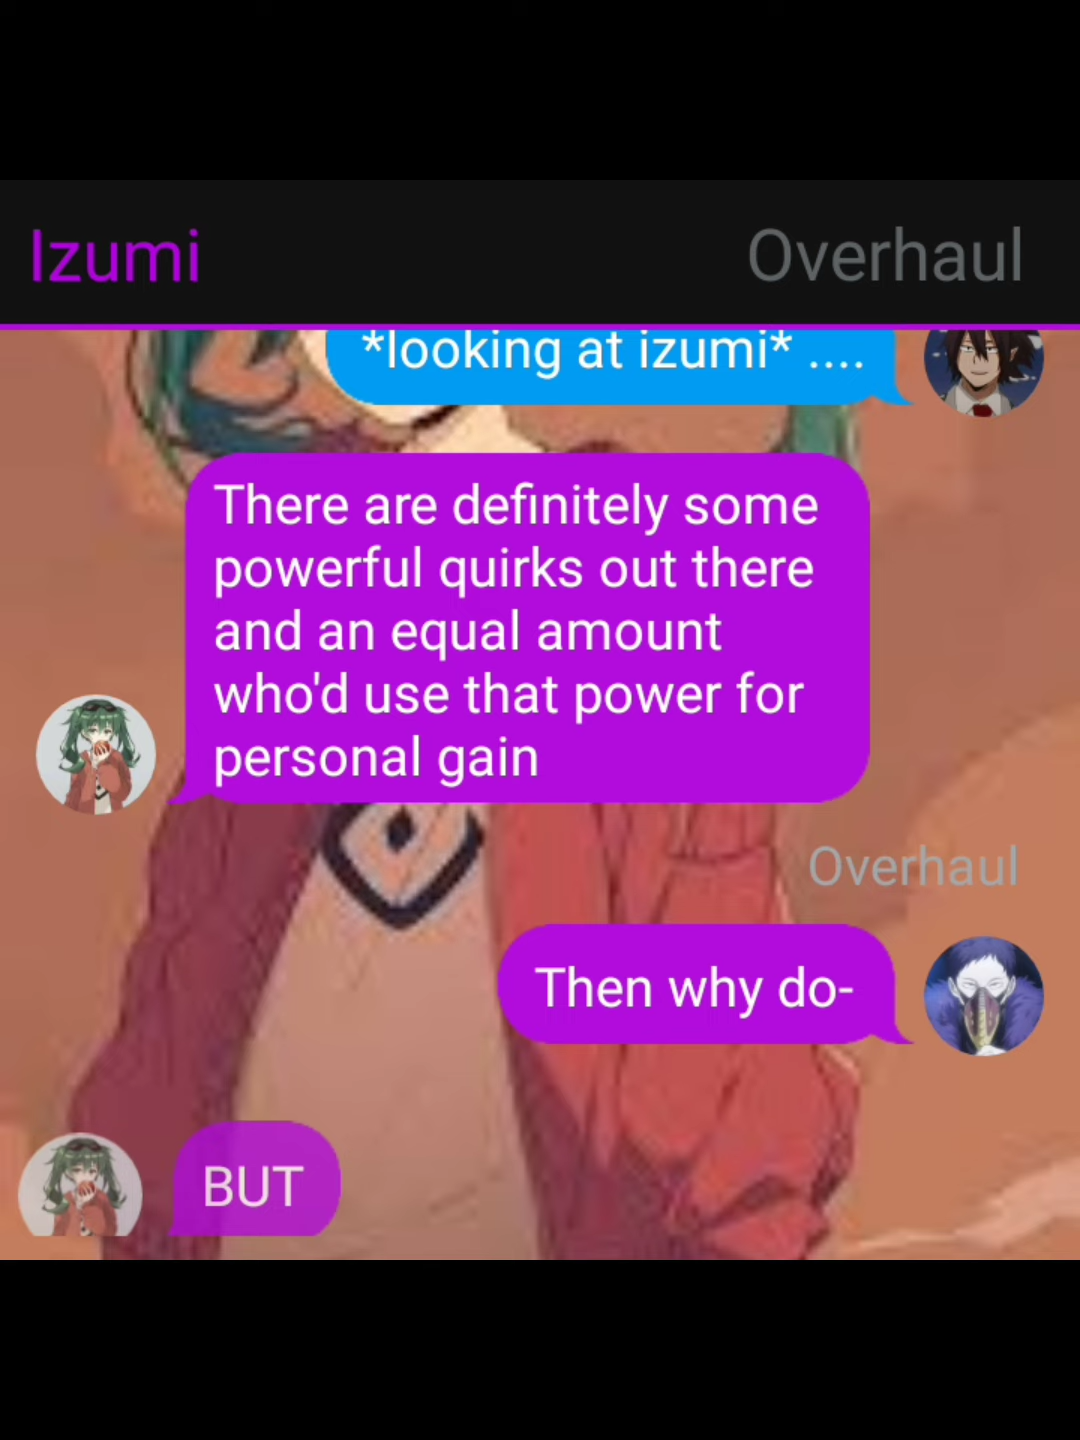 Izumi
Overhaul
*looking at izumi* ....
There are definitely some
powerful quirks out there
and an equal amount
who'd use that power for
personal gain
Overhaul
Then why do-
BUT